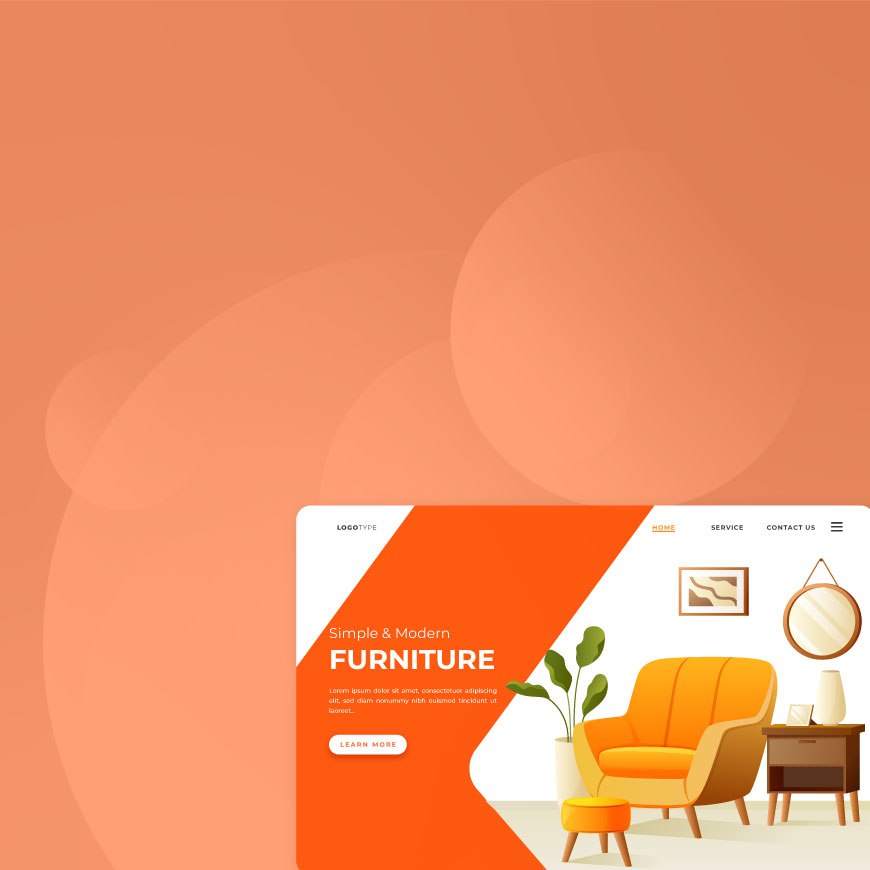 LOGOTYPE
HOME SERVICE CONTACT US
Simple & Modern
FURNITURE
Lorem ipsum dolor sit amet, consectetuer adipiscing
elit, sed diam nonummy nibh euismod tincidunt ut
laoreet...
LEARN MORE